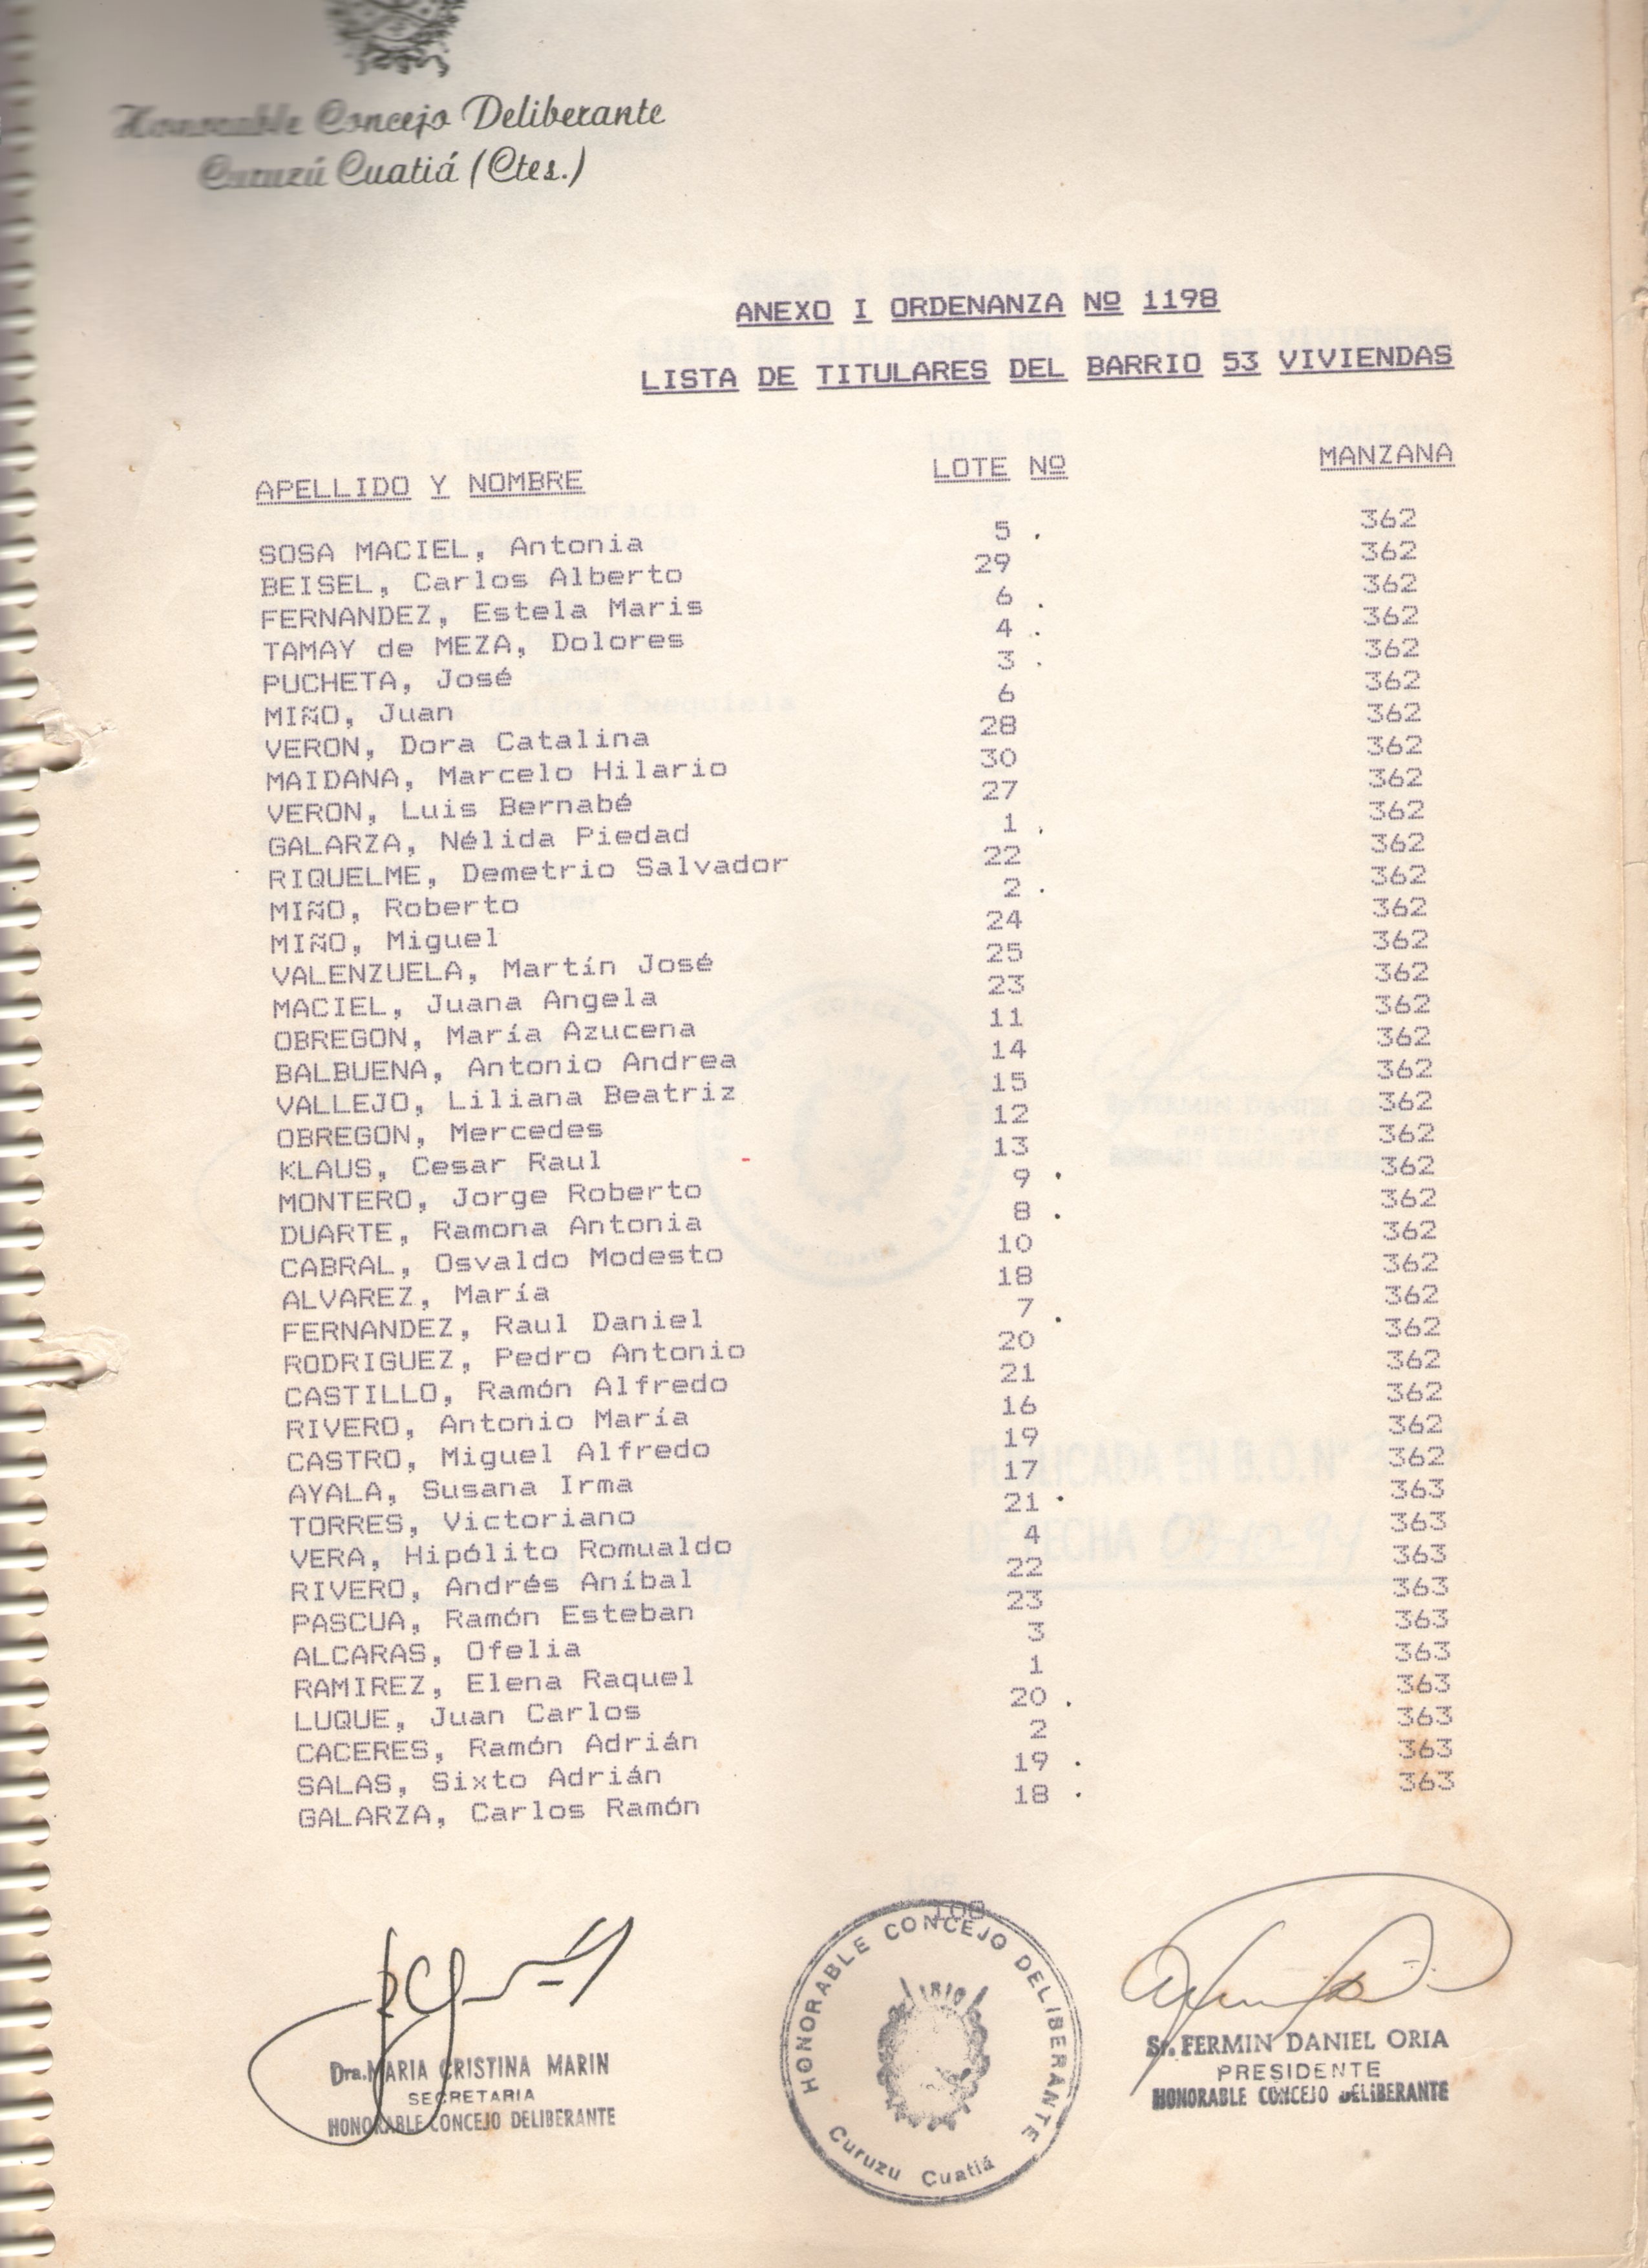 Honorable Concejo Deliberante
Curuzú Cuatiá (Ctes.)
ANEXO I ORDENANZA Nº 1198
LISTA DE TITULARES DEL BARRIO 53 VIVIENDAS
APELLIDO Y NOMBRE LOTE Nº MANZANA
SOSA MACIEL, Antonia 5 . 362
BEISEL, Carlos Alberto 29 362
FERNANDEZ, Estela Maris 6 . 362
TAMAY de MEZA, Dolores 4 . 362
PUCHETA, José 3 . 362
MIÑO, Juan 6 362
VERON, Dora Catalina 28 362
MAIDANA, Marcelo Hilario 30 362
VERON, Luis Bernabé 27 362
GALARZA, Nélida Piedad 1 . 362
RIQUELME, Demetrio Salvador 22 362
MIÑO, Roberto 2 . 362
MIÑO, Miguel 24 362
VALENZUELA, Martín José 25 362
MACIEL, Juana Angela 23 362
OBREGON, María Azucena 11 362
BALBUENA, Antonio Andrea 14 362
VALLEJO, Liliana Beatriz 15 362
OBREGON, Mercedes 12 362
KLAUS, Cesar Raul 13 362
MONTERO, Jorge Roberto 9 . 362
DUARTE, Ramona Antonia 8 . 362
CABRAL, Osvaldo Modesto 10 362
ALVAREZ, María 18 362
FERNANDEZ, Raul Daniel 7 . 362
RODRIGUEZ, Pedro Antonio 20 362
CASTILLO, Ramón Alfredo 21 362
RIVERO, Antonio María 16 362
CASTRO, Miguel Alfredo 19 362
AYALA, Susana Irma 17 362
TORRES, Victoriano 21 . 363
VERA, Hipólito Romualdo 4 363
RIVERO, Andrés Aníbal 22 363
PASCUA, Ramón Esteban 23 363
ALCARAS, Ofelia 3 363
RAMIREZ, Elena Raquel 1 363
LUQUE, Juan Carlos 20 . 363
CACERES, Ramón Adrián 2 363
SALAS, Sixto Adrián 19 . 363
GALARZA, Carlos Ramón 18 . 363
HONORABLE CONCEJO DELIBERANTE
Curuzu Cuatiá
Dra. MARIA CRISTINA MARIN
SECRETARIA
HONORABLE CONCEJO DELIBERANTE
Sr. FERMIN DANIEL ORIA
PRESIDENTE
HONORABLE CONCEJO DELIBERANTE